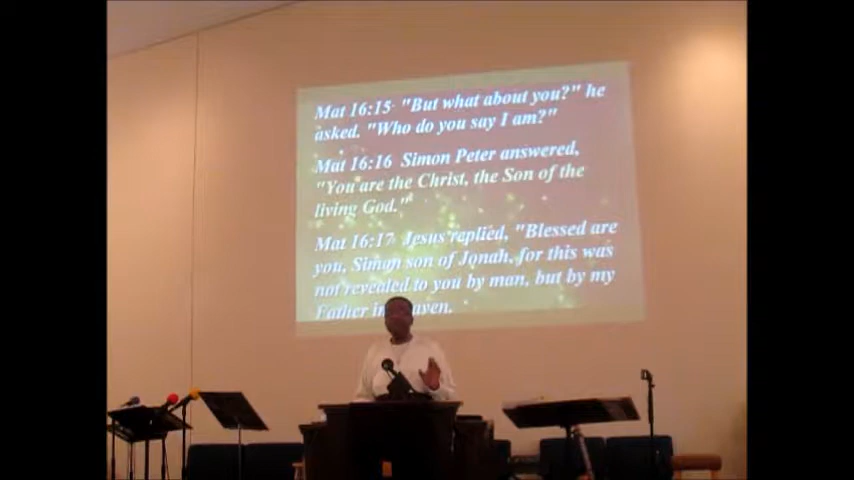 Mat 16:15 "But what about you?" he
asked. "Who do you say I am?"
Mat 16:16 Simon Peter answered,
"You are the Christ, the Son of the
living God."
Mat 16:17 Jesus replied, "Blessed are
you, Simon son of Jonah, for this was
not revealed to you by man, but by my
Father in